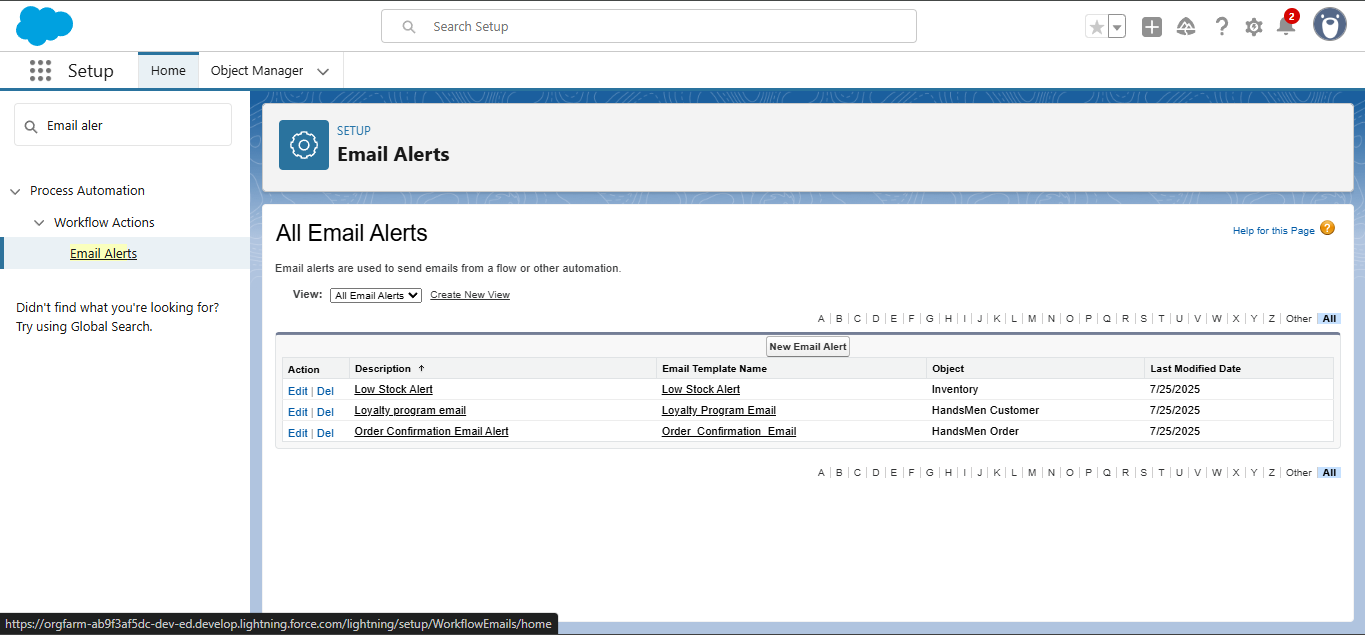 Search Setup
2
Setup
Home
Object Manager
Email aler
Process Automation
Workflow Actions
Email Alerts
Didn't find what you're looking for?
Try using Global Search.
SETUP
Email Alerts
All Email Alerts
Help for this Page ?
Email alerts are used to send emails from a flow or other automation.
View: All Email Alerts Create New View
A | B | C | D | E | F | G | H | I | J | K | L | M | N | O | P | Q | R | S | T | U | V | W | X | Y | Z | Other All
New Email Alert
Action Description ↑ Email Template Name Object Last Modified Date
Edit | Del Low Stock Alert Low Stock Alert Inventory 7/25/2025
Edit | Del Loyalty program email Loyalty Program Email HandsMen Customer 7/25/2025
Edit | Del Order Confirmation Email Alert Order_Confirmation_Email HandsMen Order 7/25/2025
A | B | C | D | E | F | G | H | I | J | K | L | M | N | O | P | Q | R | S | T | U | V | W | X | Y | Z | Other All
https://orgfarm-ab9f3af5dc-dev-ed.develop.lightning.force.com/lightning/setup/WorkflowEmails/home